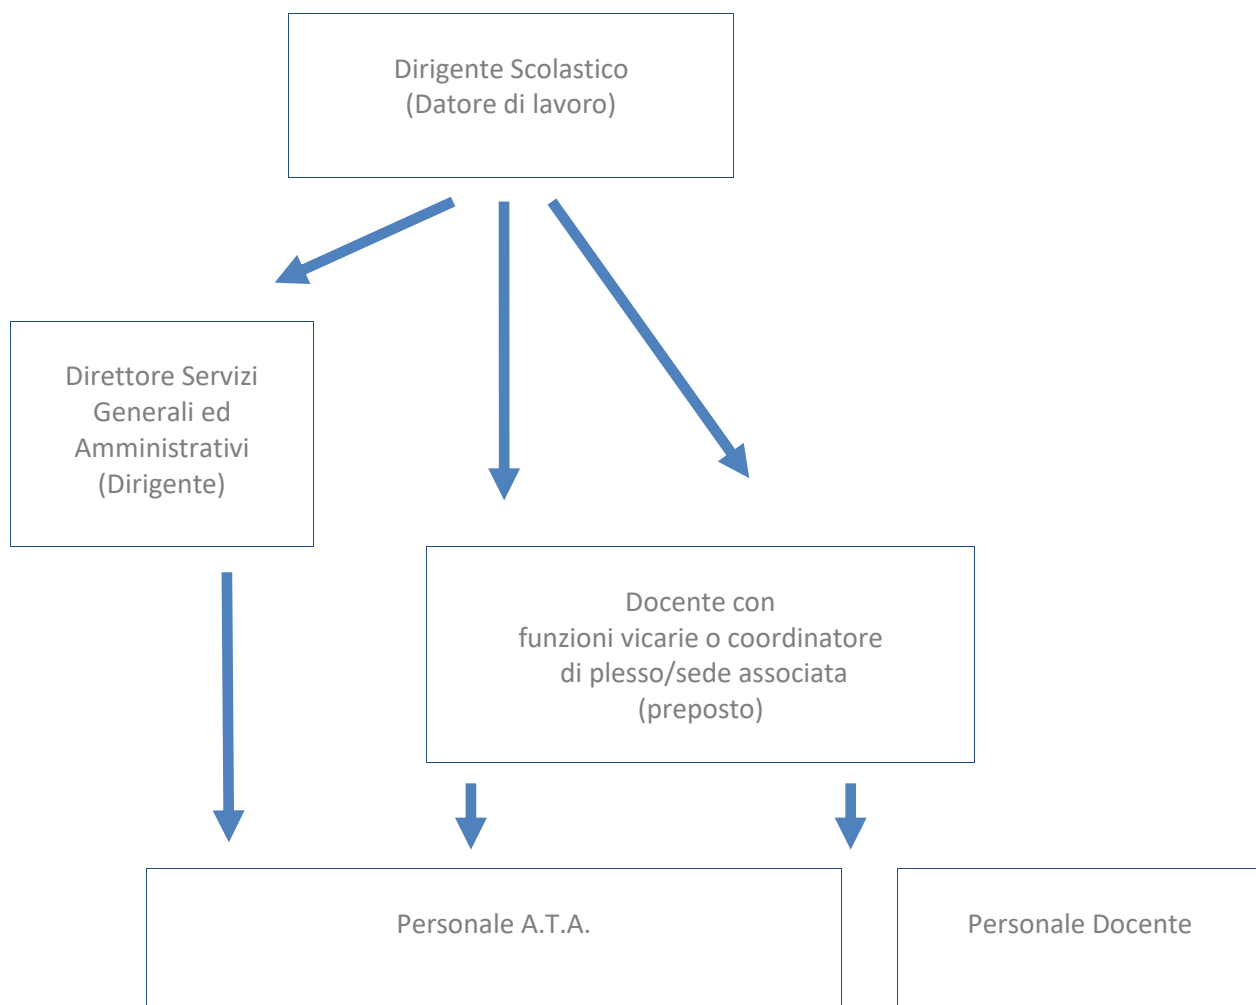 Dirigente Scolastico
(Datore di lavoro)
Direttore Servizi
Generali ed
Amministrativi
(Dirigente)
Docente con
funzioni vicarie o coordinatore
di plesso/sede associata
(preposto)
Personale A.T.A.
Personale Docente